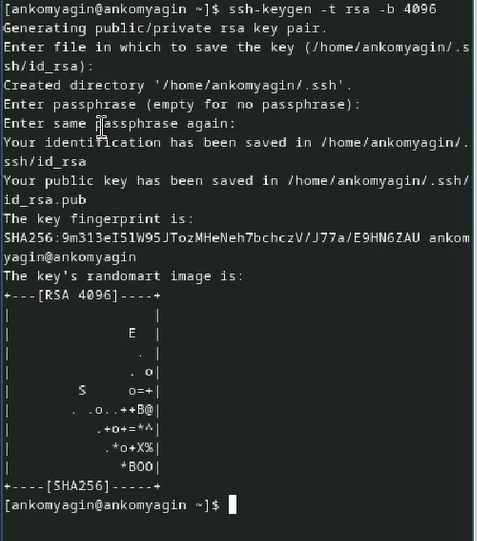 [ankomyagin@ankomyagin ~]$ ssh-keygen -t rsa -b 4096
Generating public/private rsa key pair.
Enter file in which to save the key (/home/ankomyagin/.s
sh/id_rsa):
Created directory '/home/ankomyagin/.ssh'.
Enter passphrase (empty for no passphrase):
Enter same passphrase again:
Your identification has been saved in /home/ankomyagin/.
ssh/id_rsa
Your public key has been saved in /home/ankomyagin/.ssh/
id_rsa.pub
The key fingerprint is:
SHA256:9m313eI51W95JTozMHeNeh7bchczV/J77a/E9HN6ZAU ankom
yagin@ankomyagin
The key's randomart image is:
+---[RSA 4096]----+
|                 |
|              E  |
|               . |
|              . o|
|        S     o=+|
|       . .o..++B@|
|          .+o+=*^|
|           .*o+X%|
|             *BOO|
+----[SHA256]-----+
[ankomyagin@ankomyagin ~]$